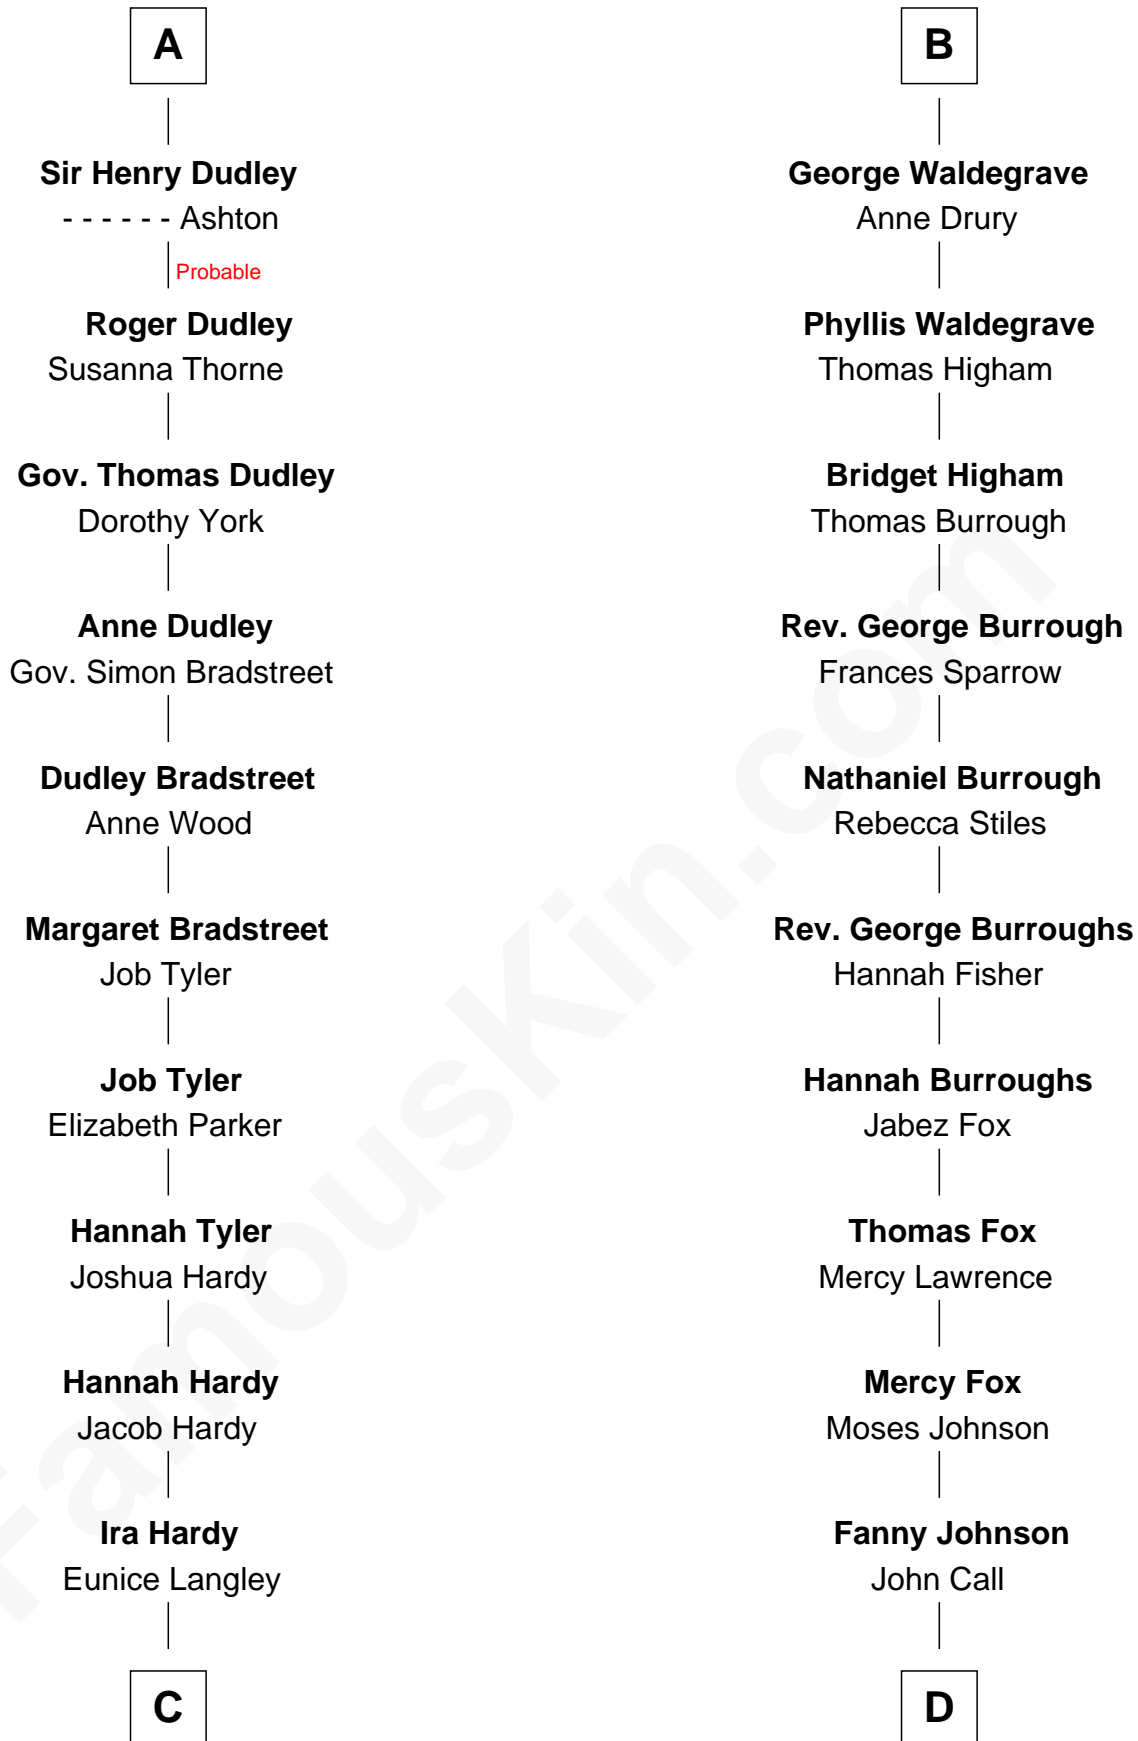 A
Sir Henry Dudley
- - - - - - Ashton
Probable
Roger Dudley
Susanna Thorne
Gov. Thomas Dudley
Dorothy York
Anne Dudley
Gov. Simon Bradstreet
Dudley Bradstreet
Anne Wood
Margaret Bradstreet
Job Tyler
Job Tyler
Elizabeth Parker
Hannah Tyler
Joshua Hardy
Hannah Hardy
Jacob Hardy
Ira Hardy
Eunice Langley
C
B
George Waldegrave
Anne Drury
Phyllis Waldegrave
Thomas Higham
Bridget Higham
Thomas Burrough
Rev. George Burrough
Frances Sparrow
Nathaniel Burrough
Rebecca Stiles
Rev. George Burroughs
Hannah Fisher
Hannah Burroughs
Jabez Fox
Thomas Fox
Mercy Lawrence
Mercy Fox
Moses Johnson
Fanny Johnson
John Call
D
FamousKin.com